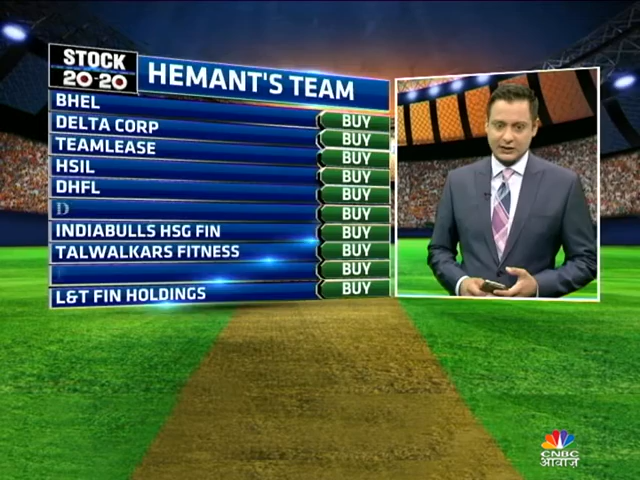 STOCK
20-20
HEMANT'S TEAM
BHEL
BUY
DELTA CORP
BUY
TEAMLEASE
BUY
HSIL
BUY
DHFL
BUY
D
BUY
INDIABULLS HSG FIN
BUY
TALWALKARS FITNESS
BUY
BUY
L&T FIN HOLDINGS
BUY
CNBC
आवाज़